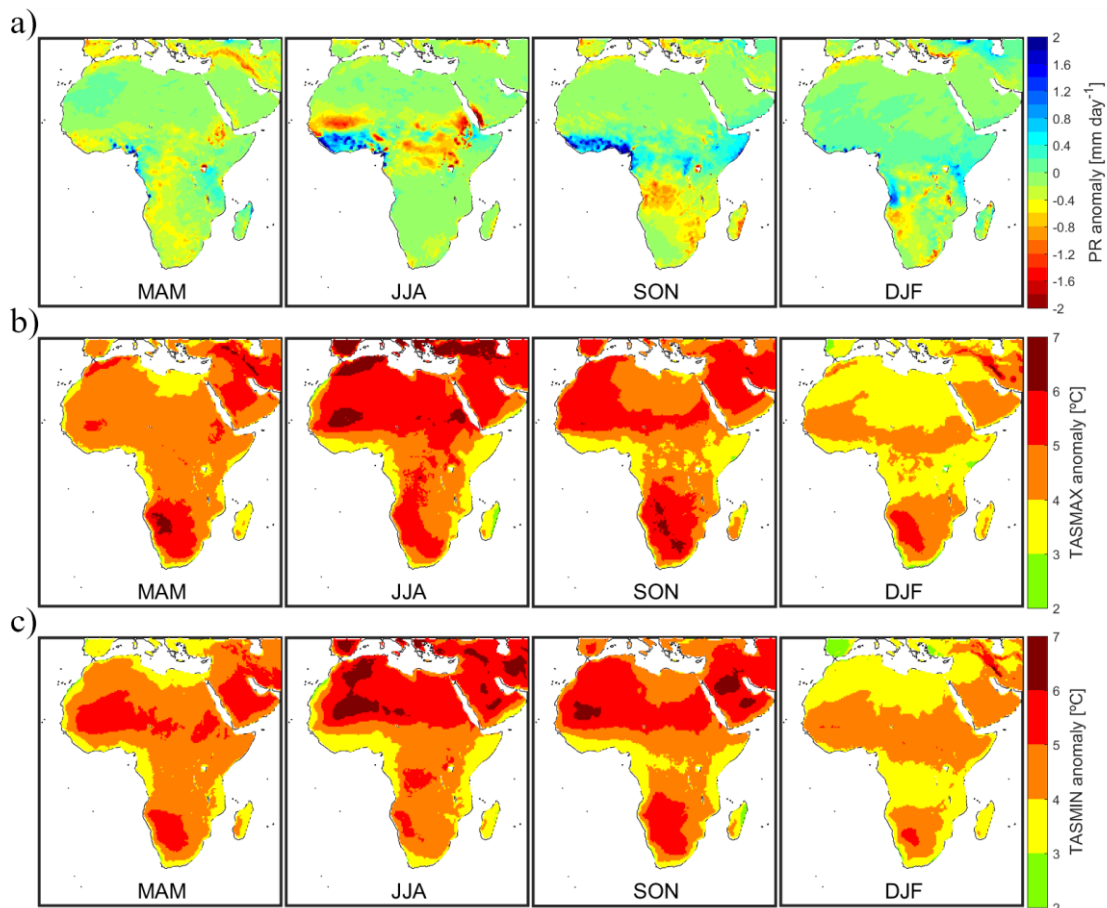 a)
MAM
JJA
SON
DJF
2
1.6
1.2
0.8
0.4
0
-0.4
-0.8
-1.2
-1.6
-2
PR anomaly [mm day-1]
b)
MAM
JJA
SON
DJF
7
6
5
4
3
2
TASMAX anomaly [ºC]
c)
MAM
JJA
SON
DJF
7
6
5
4
3
2
TASMIN anomaly [ºC]